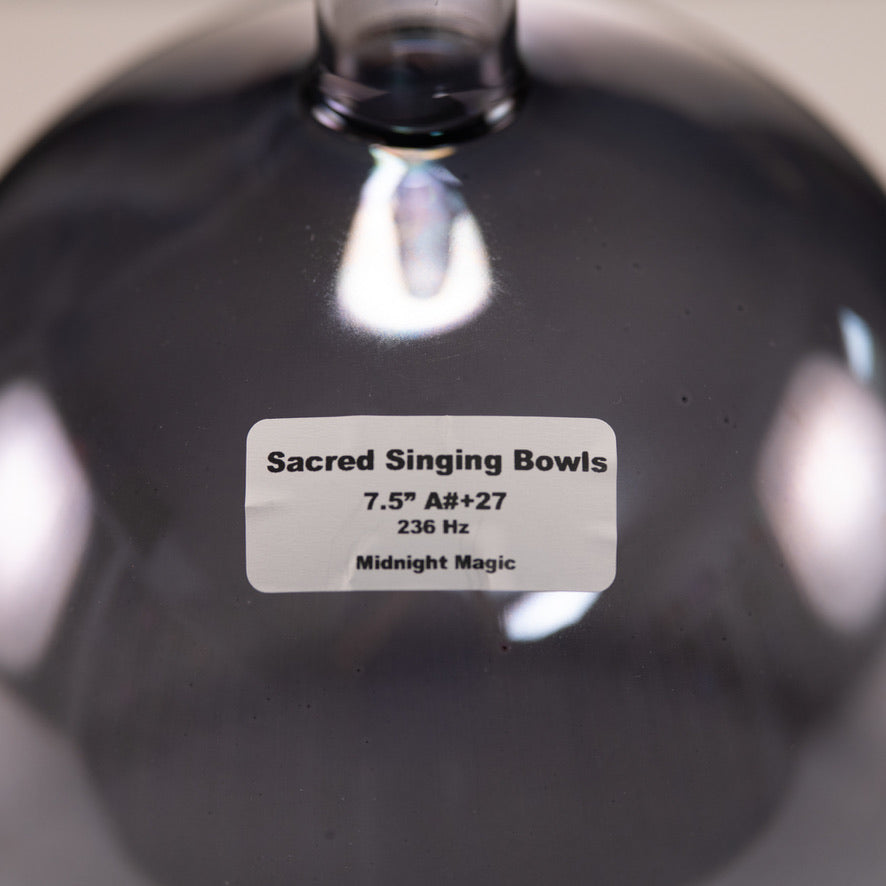 Sacred Singing Bowls
7.5” A#+27
236 Hz
Midnight Magic